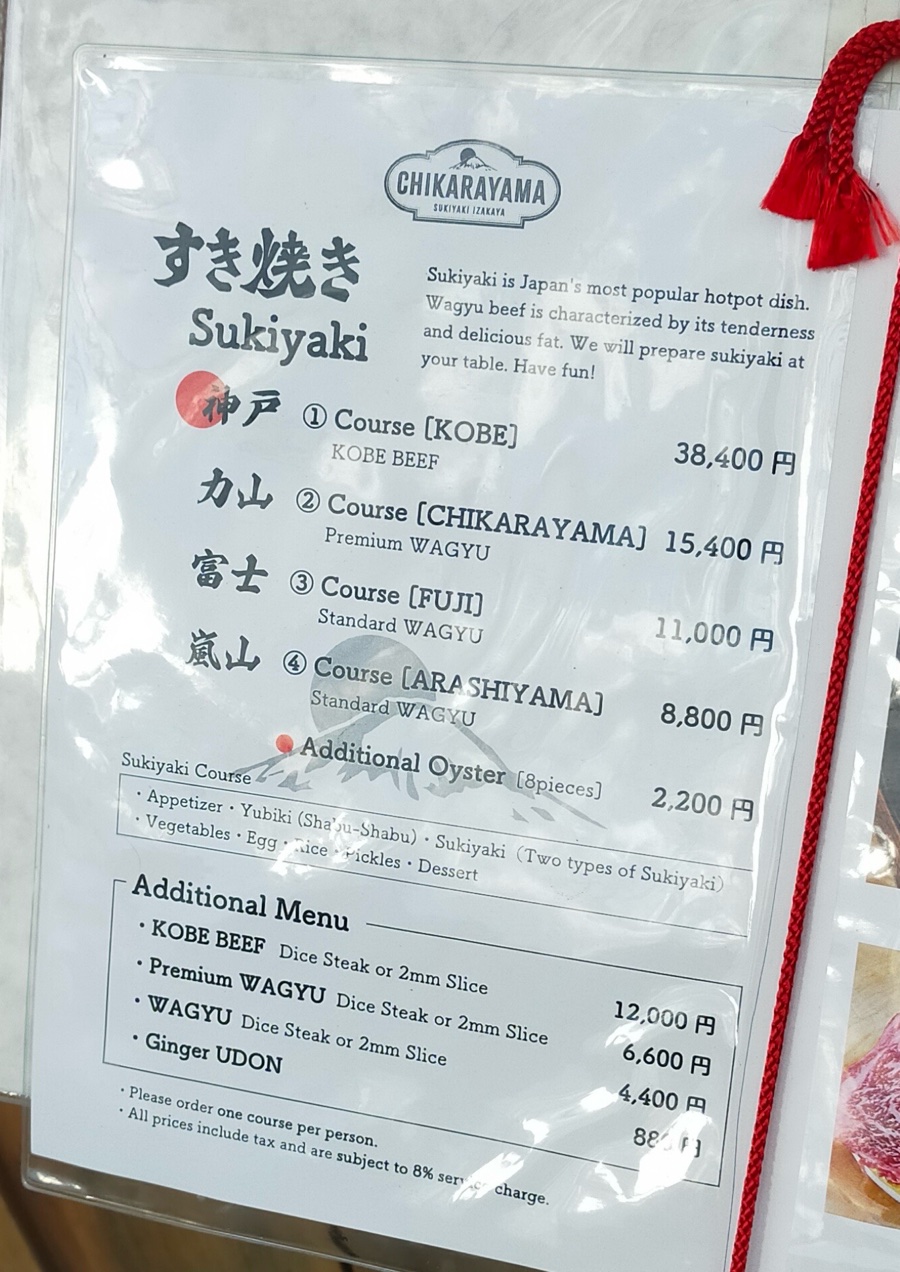 CHIKARAYAMA
SUKIYAKI IZAKAYA
すき焼き
Sukiyaki
Sukiyaki is Japan's most popular hotpot dish.
Wagyu beef is characterized by its tenderness
and delicious fat. We will prepare sukiyaki at
your table. Have fun!
神戸 ① Course [KOBE] 38,400 円
KOBE BEEF
力山 ② Course [CHIKARAYAMA] 15,400 円
Premium WAGYU
富士 ③ Course [FUJI] 11,000 円
Standard WAGYU
嵐山 ④ Course [ARASHIYAMA] 8,800 円
Standard WAGYU
Additional Oyster [8pieces] 2,200 円
Sukiyaki Course
・Appetizer・Yubiki (Shabu-Shabu)・Sukiyaki（Two types of Sukiyaki）
・Vegetables・Egg・Rice・Pickles・Dessert
Additional Menu
・KOBE BEEF Dice Steak or 2mm Slice 12,000 円
・Premium WAGYU Dice Steak or 2mm Slice 6,600 円
・WAGYU Dice Steak or 2mm Slice 4,400 円
・Ginger UDON 円
・Please order one course per person.
・All prices include tax and are subject to 8% service charge.